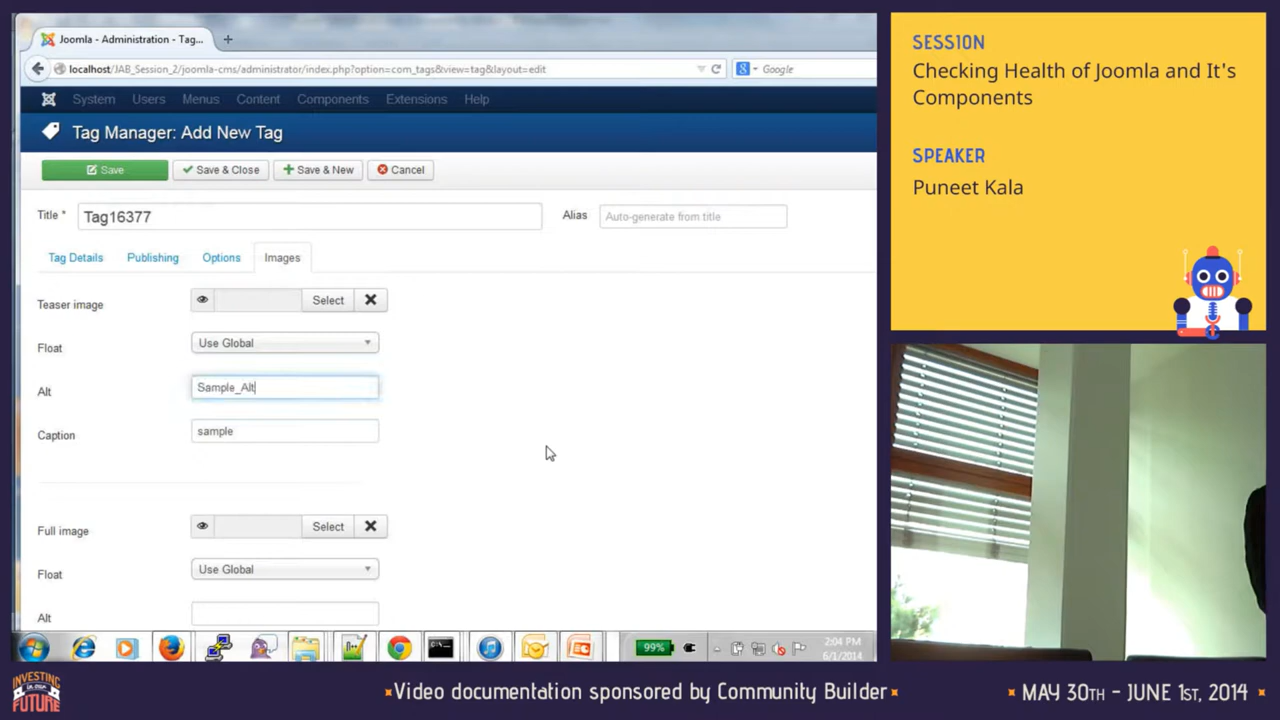 Joomla - Administration - Tag...
localhost/JAB_Session_2/joomla-cms/administrator/index.php?option=com_tags&view=tag&layout=edit
Google
System Users Menus Content Components Extensions Help
Tag Manager: Add New Tag
Save Save & Close Save & New Cancel
Title * Tag16377 Alias Auto-generate from title
Tag Details Publishing Options Images
Teaser image Select
Float Use Global
Alt Sample_Alt
Caption sample
Full image Select
Float Use Global
Alt
99% 2:04 PM
6/1/2014
SESSION
Checking Health of Joomla and It's
Components
SPEAKER
Puneet Kala
INVESTING
IN OUR
FUTURE
Video documentation sponsored by Community Builder
MAY 30TH - JUNE 1ST, 2014